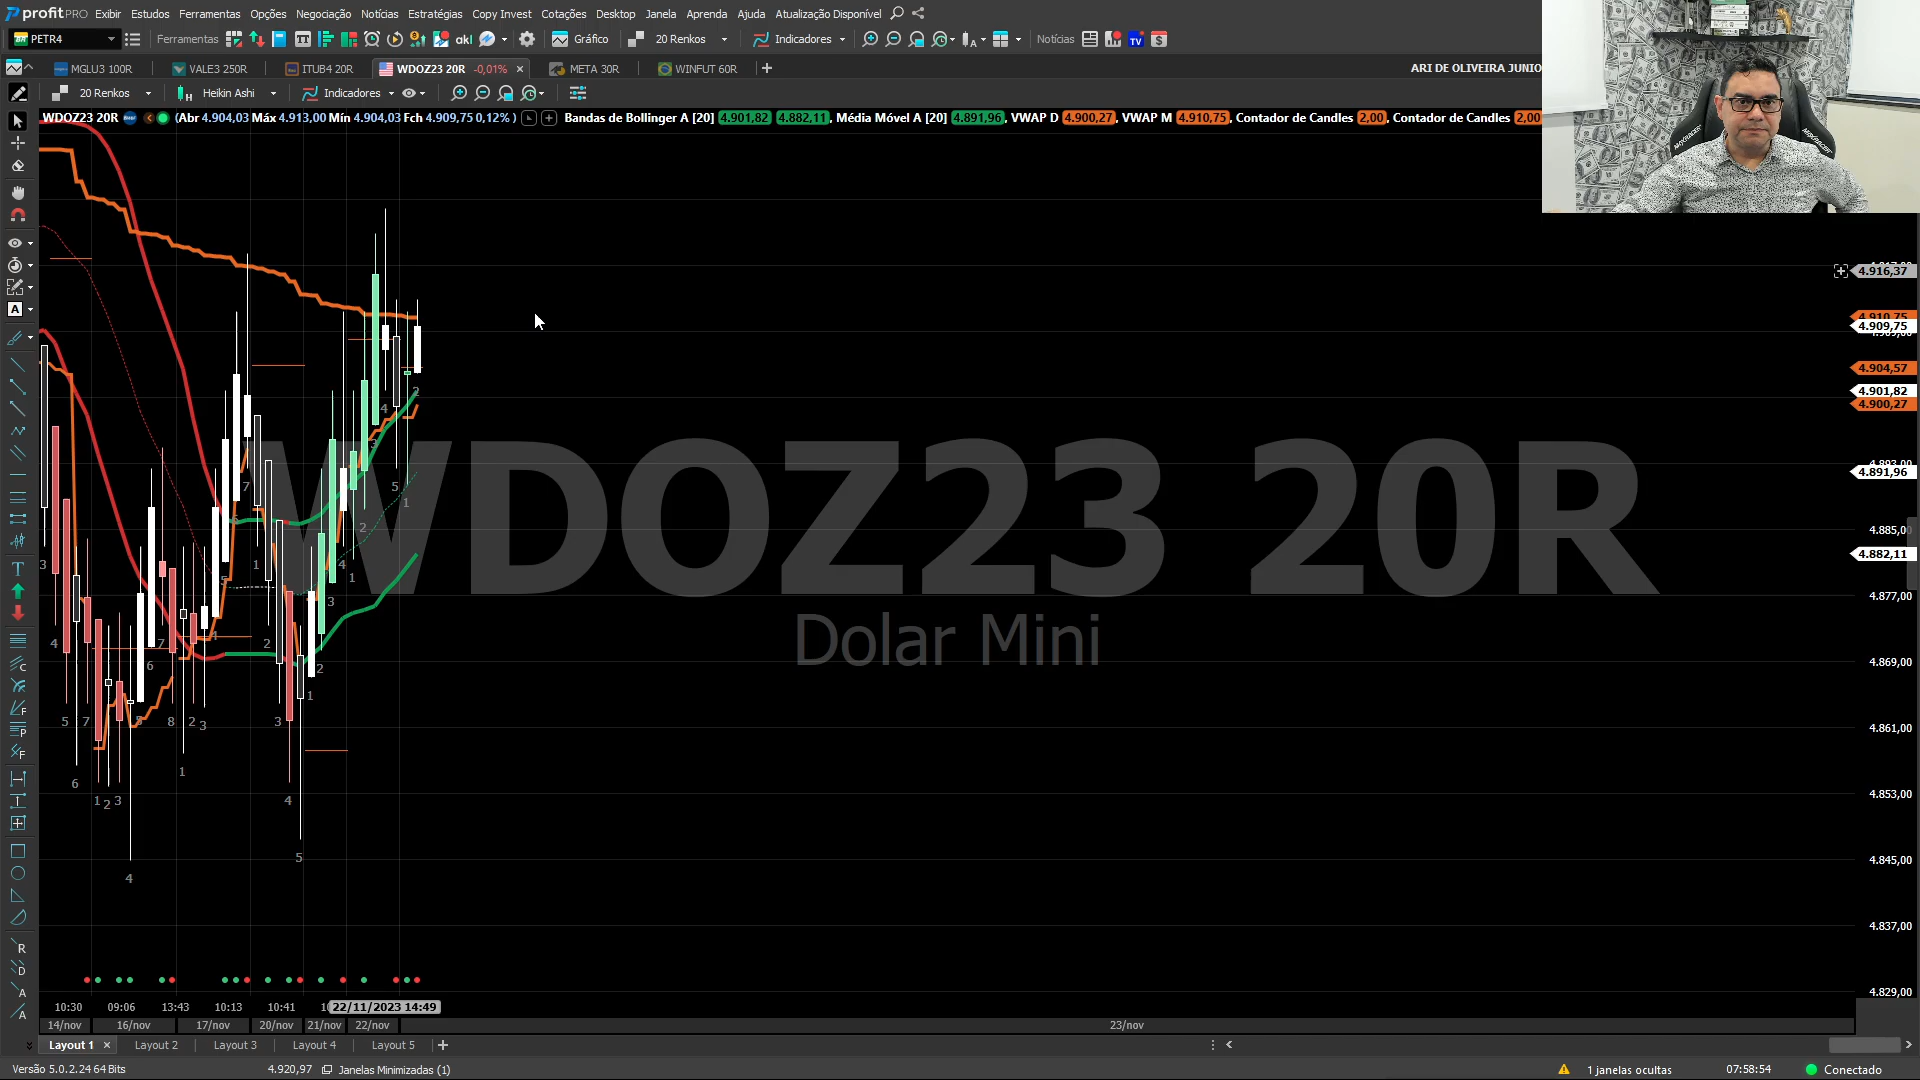 profit PRO Exibir Estudos Ferramentas Opções Negociação Notícias Estratégias Copy Invest Cotações Desktop Janela Aprenda Ajuda Atualização Disponível
PETR4 Ferramentas akl Gráfico 20 Renkos Indicadores Notícias TV
MGLU3 100R VALE3 250R ITUB4 20R WDOZ23 20R -0,01% × META 30R WINFUT 60R + ARI DE OLIVEIRA JUNIO
20 Renkos Heikin Ashi Indicadores
WDOZ23 20R (Abr 4.904,03 Máx 4.913,00 Mín 4.904,03 Fch 4.909,75 0,12% ) Bandas de Bollinger A [20] 4.901,82 4.882,11, Média Móvel A [20] 4.891,96, VWAP D 4.900,27, VWAP M 4.910,75, Contador de Candles 2,00, Contador de Candles 2,00
MAXRACER
MAXRACER
4.916,37
4.910,75
4.909,75
4.904,57
4.901,82
4.900,27
4.893,00
4.891,96
4.885,0
4.882,11
4.877,00
4.869,00
4.861,00
4.853,00
4.845,00
4.837,00
4.829,00
WDOZ23 20R
Dolar Mini
10:30 09:06 13:43 10:13 10:41 22/11/2023 14:49
14/nov 16/nov 17/nov 20/nov 21/nov 22/nov 23/nov
Layout 1 × Layout 2 Layout 3 Layout 4 Layout 5 +
Versão 5.0.2.24 64 Bits 4.920,97 Janelas Minimizadas (1) 1 janelas ocultas 07:58:54 Conectado